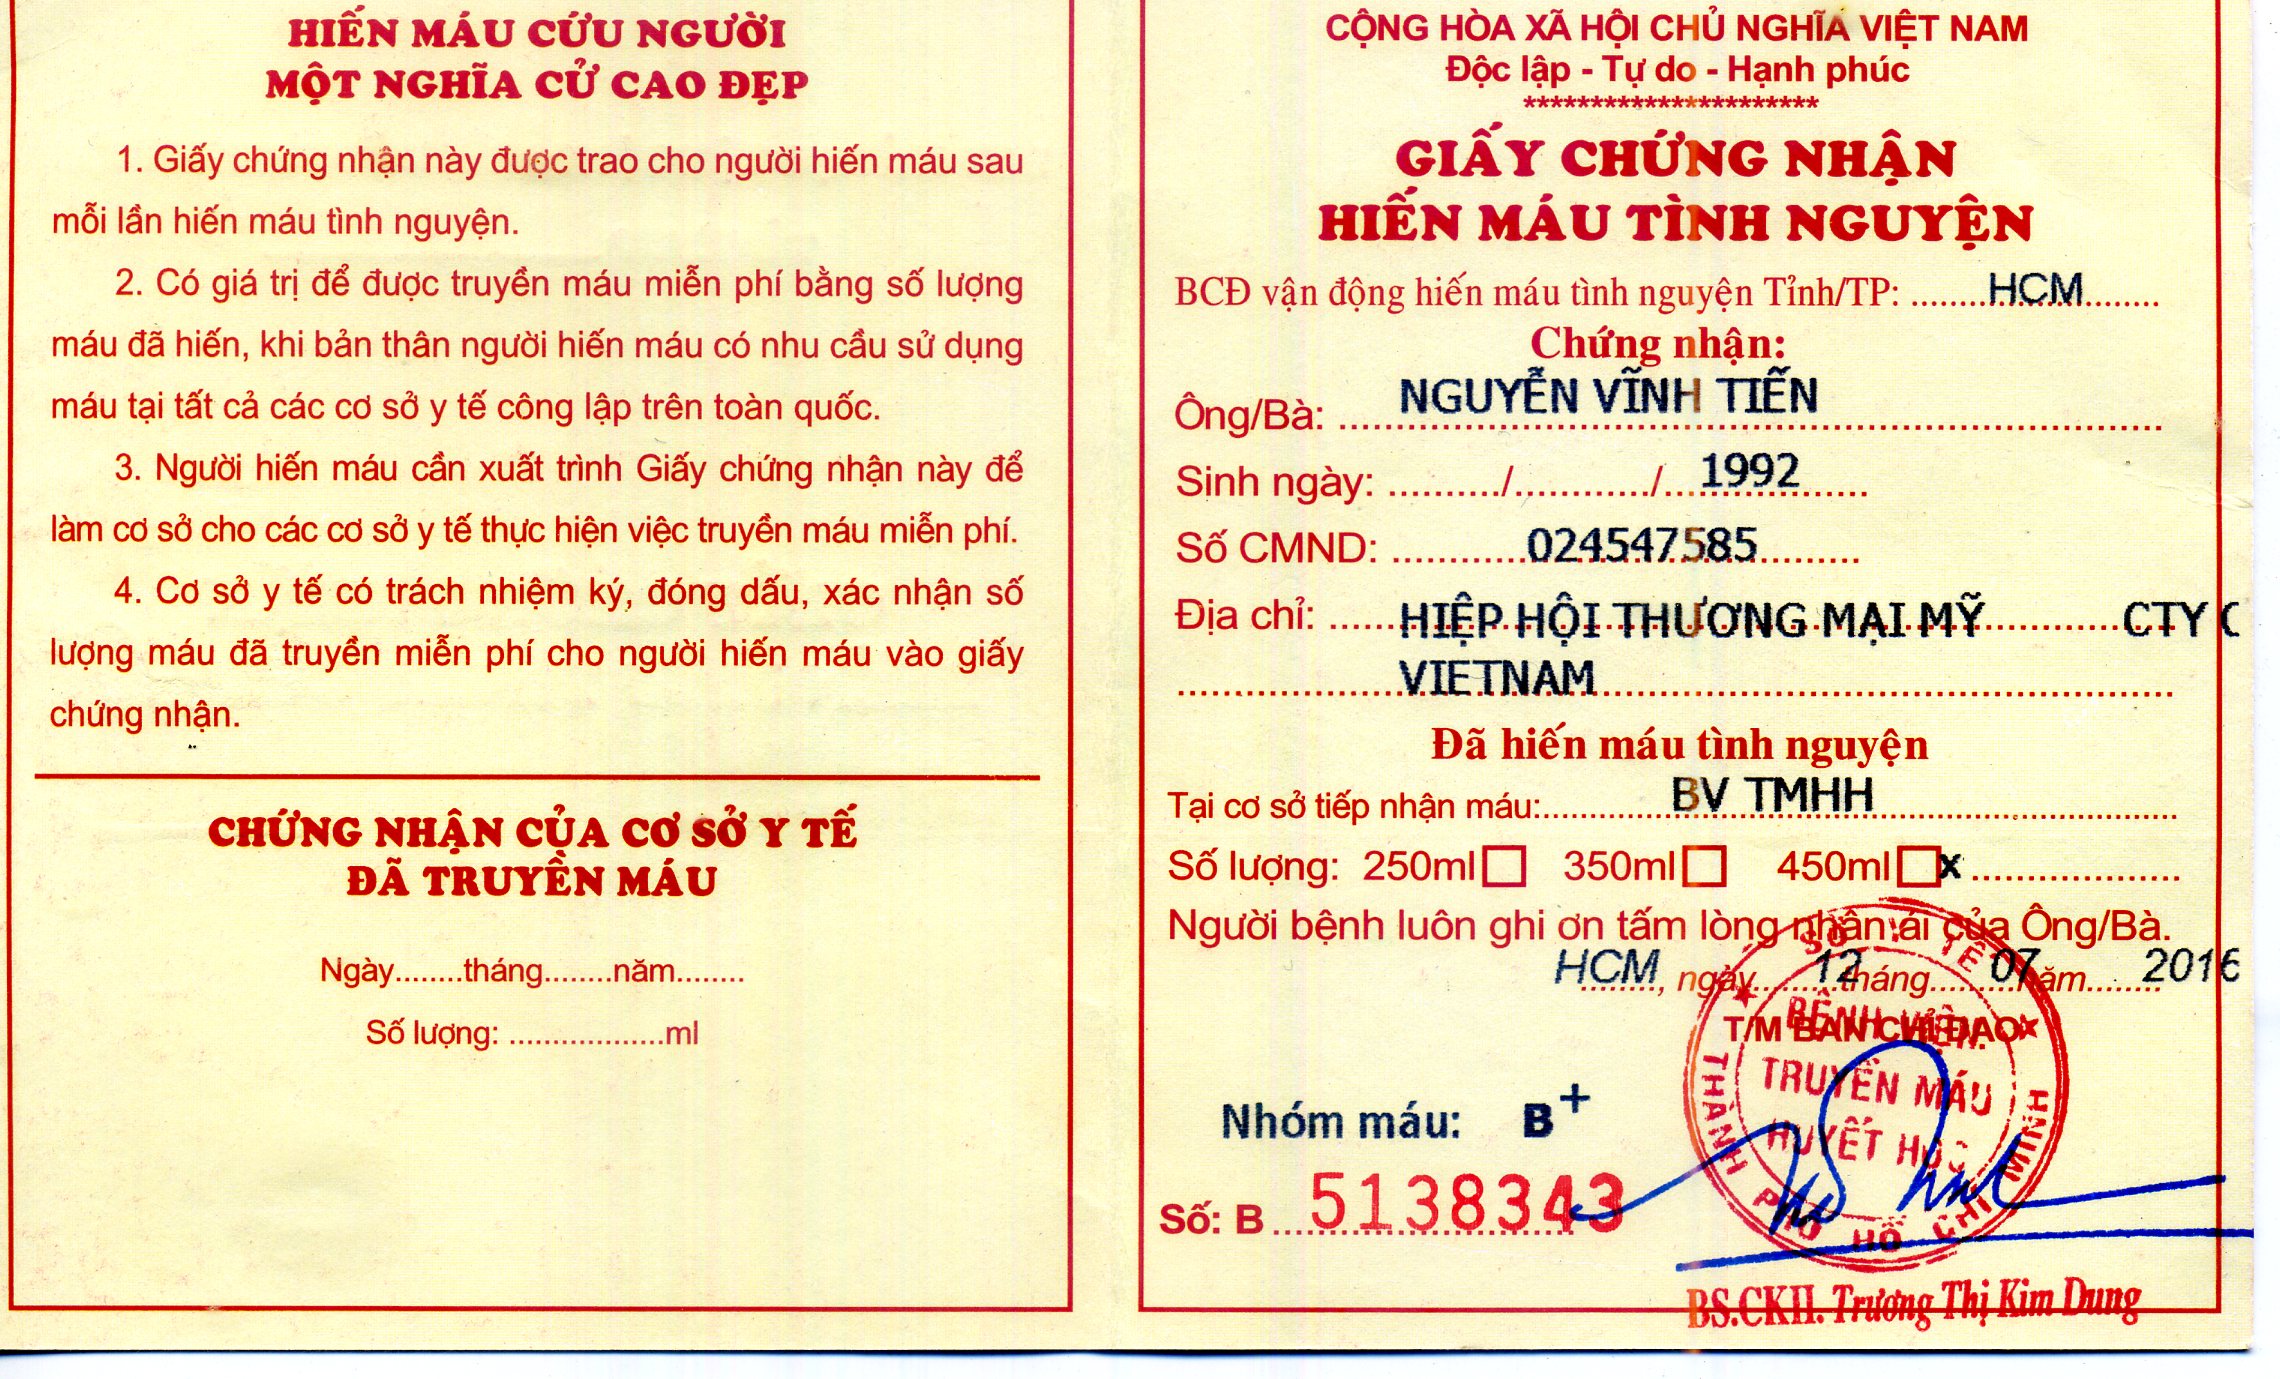 HIẾN MÁU CỨU NGƯỜI
MỘT NGHĨA CỬ CAO ĐẸP
1. Giấy chứng nhận này được trao cho người hiến máu sau
mỗi lần hiến máu tình nguyện.
2. Có giá trị để được truyền máu miễn phí bằng số lượng
máu đã hiến, khi bản thân người hiến máu có nhu cầu sử dụng
máu tại tất cả các cơ sở y tế công lập trên toàn quốc.
3. Người hiến máu cần xuất trình Giấy chứng nhận này để
làm cơ sở cho các cơ sở y tế thực hiện việc truyền máu miễn phí.
4. Cơ sở y tế có trách nhiệm ký, đóng dấu, xác nhận số
lượng máu đã truyền miễn phí cho người hiến máu vào giấy
chứng nhận.
CHỨNG NHẬN CỦA CƠ SỞ Y TẾ
ĐÃ TRUYỀN MÁU
Ngày........tháng........năm........
Số lượng: ..................ml
CỘNG HÒA XÃ HỘI CHỦ NGHĨA VIỆT NAM
Độc lập - Tự do - Hạnh phúc
**********************
GIẤY CHỨNG NHẬN
HIẾN MÁU TÌNH NGUYỆN
BCĐ vận động hiến máu tình nguyện Tỉnh/TP: ........HCM........
Chứng nhận:
Ông/Bà: NGUYỄN VĨNH TIẾN
Sinh ngày: ........../............/...1992......
Số CMND: ............024547585.........
Địa chỉ: ......HIỆP HỘI THƯƠNG MẠI MỸ CTY C
VIETNAM
Đã hiến máu tình nguyện
Tại cơ sở tiếp nhận máu:.......... BV TMHH
Số lượng: 250ml 350ml 450ml x
Người bệnh luôn ghi ơn tấm lòng nhân ái của Ông/Bà.
HCM, ngày 12 tháng 07 năm 2016
T/M BAN CHỈ ĐẠO
SỞ Y TẾ
THÀNH PHỐ HỒ CHÍ MINH
BỆNH VIỆN
TRUYỀN MÁU
HUYẾT HỌC
Nhóm máu: B+
Số: B 5138343
BS.CKII. Trương Thị Kim Dung